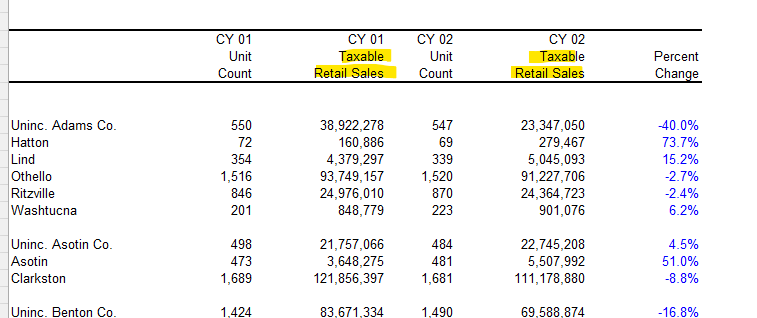 CY 01 CY 01 CY 02 CY 02
Unit Taxable Unit Taxable Percent
Count Retail Sales Count Retail Sales Change
Uninc. Adams Co. 550 38,922,278 547 23,347,050 -40.0%
Hatton 72 160,886 69 279,467 73.7%
Lind 354 4,379,297 339 5,045,093 15.2%
Othello 1,516 93,749,157 1,520 91,227,706 -2.7%
Ritzville 846 24,976,010 870 24,364,723 -2.4%
Washtucna 201 848,779 223 901,076 6.2%
Uninc. Asotin Co. 498 21,757,066 484 22,745,208 4.5%
Asotin 473 3,648,275 481 5,507,992 51.0%
Clarkston 1,689 121,856,397 1,681 111,178,880 -8.8%
Uninc. Benton Co. 1,424 83,671,334 1,490 69,588,874 -16.8%